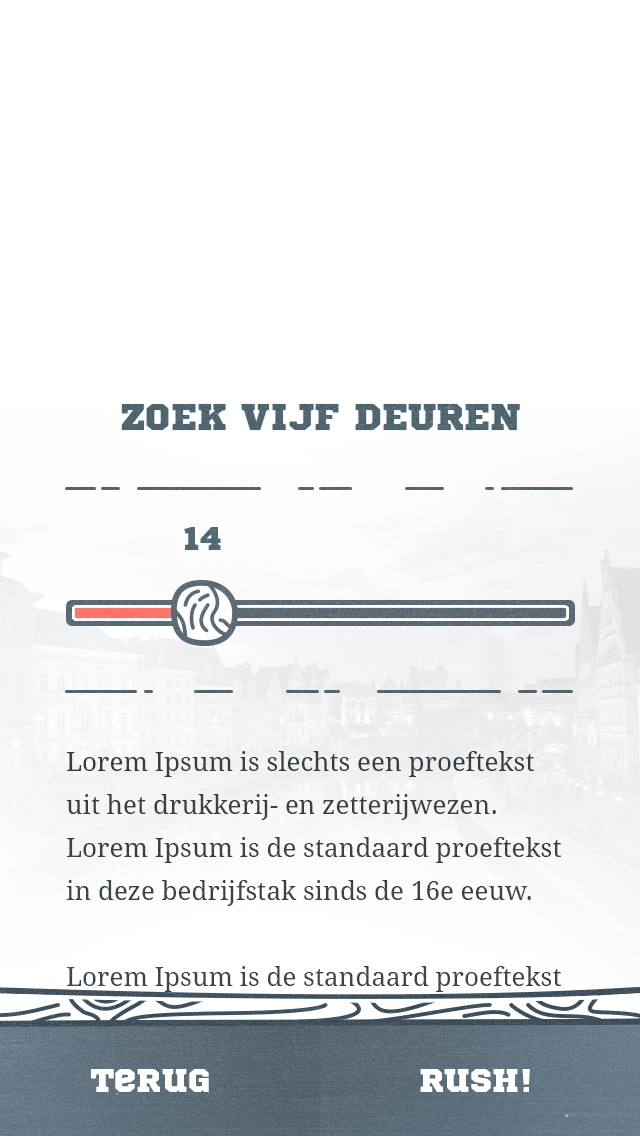 ZOEK VIJF DEUREN
14
Lorem Ipsum is slechts een proeftekst
uit het drukkerij- en zetterijwezen.
Lorem Ipsum is de standaard proeftekst
in deze bedrijfstak sinds de 16e eeuw.
Lorem Ipsum is de standaard proeftekst
TeRUG
RUSH!